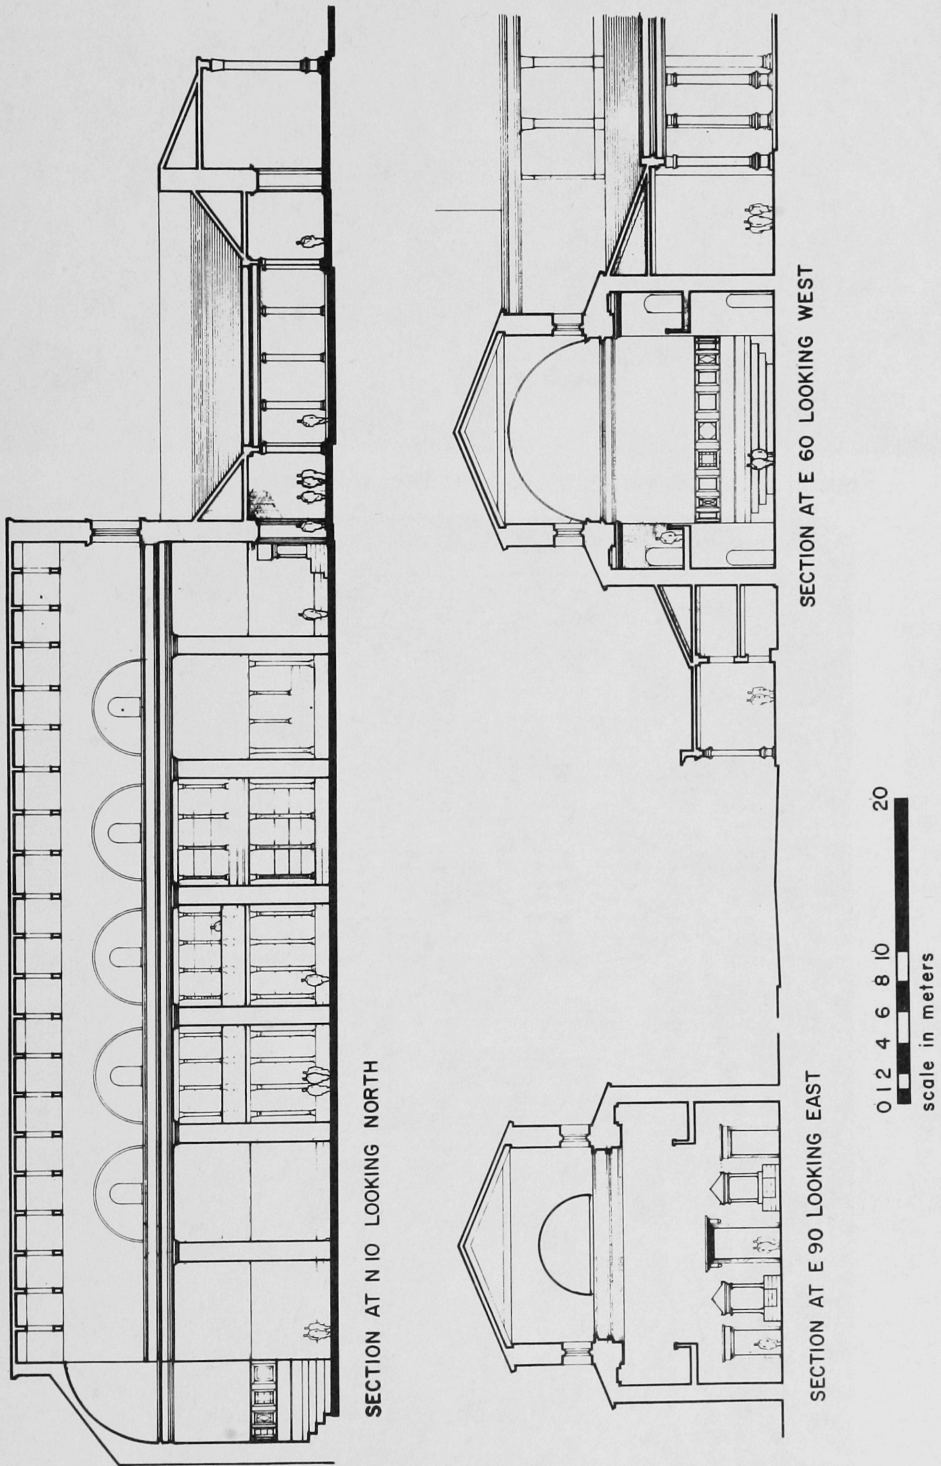 SECTION AT N 10 LOOKING NORTH
SECTION AT E 60 LOOKING WEST
SECTION AT E 90 LOOKING EAST
0 1 2 4 6 8 10 20
scale in meters